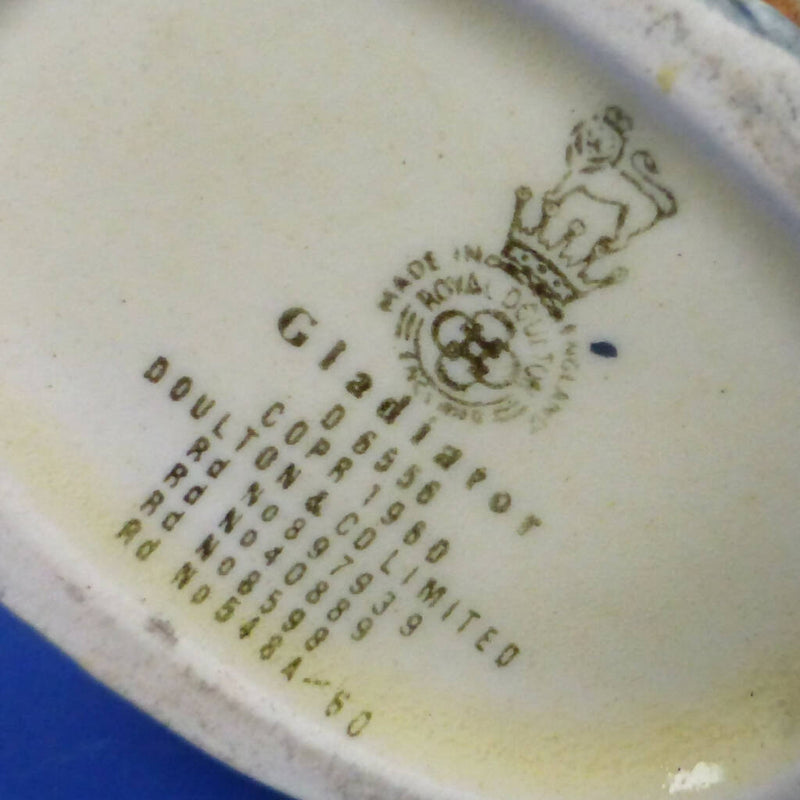 MADE IN ENGLAND
ROYAL DOULTON
Gladiator
D 6556
COPR 1960
DOULTON & CO LIMITED
Rd No 897939
Rd No 40889
Rd No 8598
Rd No 548A-60